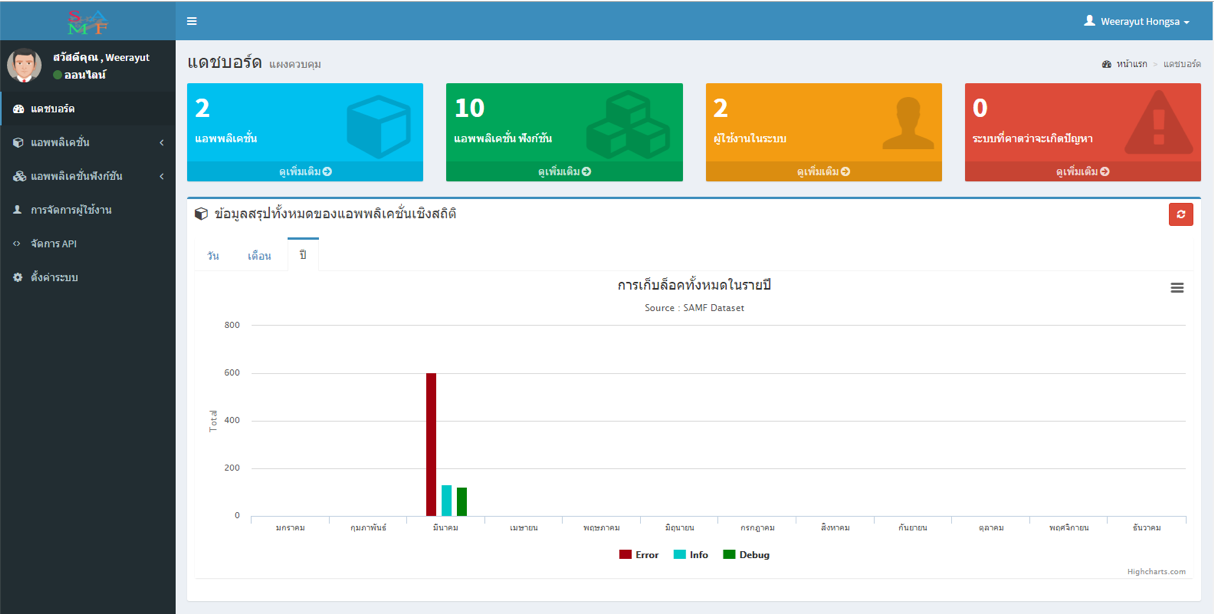 SAMF
Weerayut Hongsa
สวัสดีคุณ , Weerayut
ออนไลน์
แดชบอร์ด
แอพพลิเคชั่น
แอพพลิเคชั่นฟังก์ชัน
การจัดการผู้ใช้งาน
จัดการ API
ตั้งค่าระบบ
แดชบอร์ด แผงควบคุม
หน้าแรก > แดชบอร์ด
2
แอพพลิเคชั่น
ดูเพิ่มเติม
10
แอพพลิเคชั่น ฟังก์ชัน
ดูเพิ่มเติม
2
ผู้ใช้งานในระบบ
ดูเพิ่มเติม
0
ระบบที่คาดว่าจะเกิดปัญหา
ดูเพิ่มเติม
ข้อมูลสรุปทั้งหมดของแอพพลิเคชั่นเชิงสถิติ
วัน เดือน ปี
การเก็บล็อคทั้งหมดในรายปี
Source : SAMF Dataset
Total
800
600
400
200
0
มกราคม กุมภาพันธ์ มีนาคม เมษายน พฤษภาคม มิถุนายน กรกฎาคม สิงหาคม กันยายน ตุลาคม พฤศจิกายน ธันวาคม
Error Info Debug
Highcharts.com